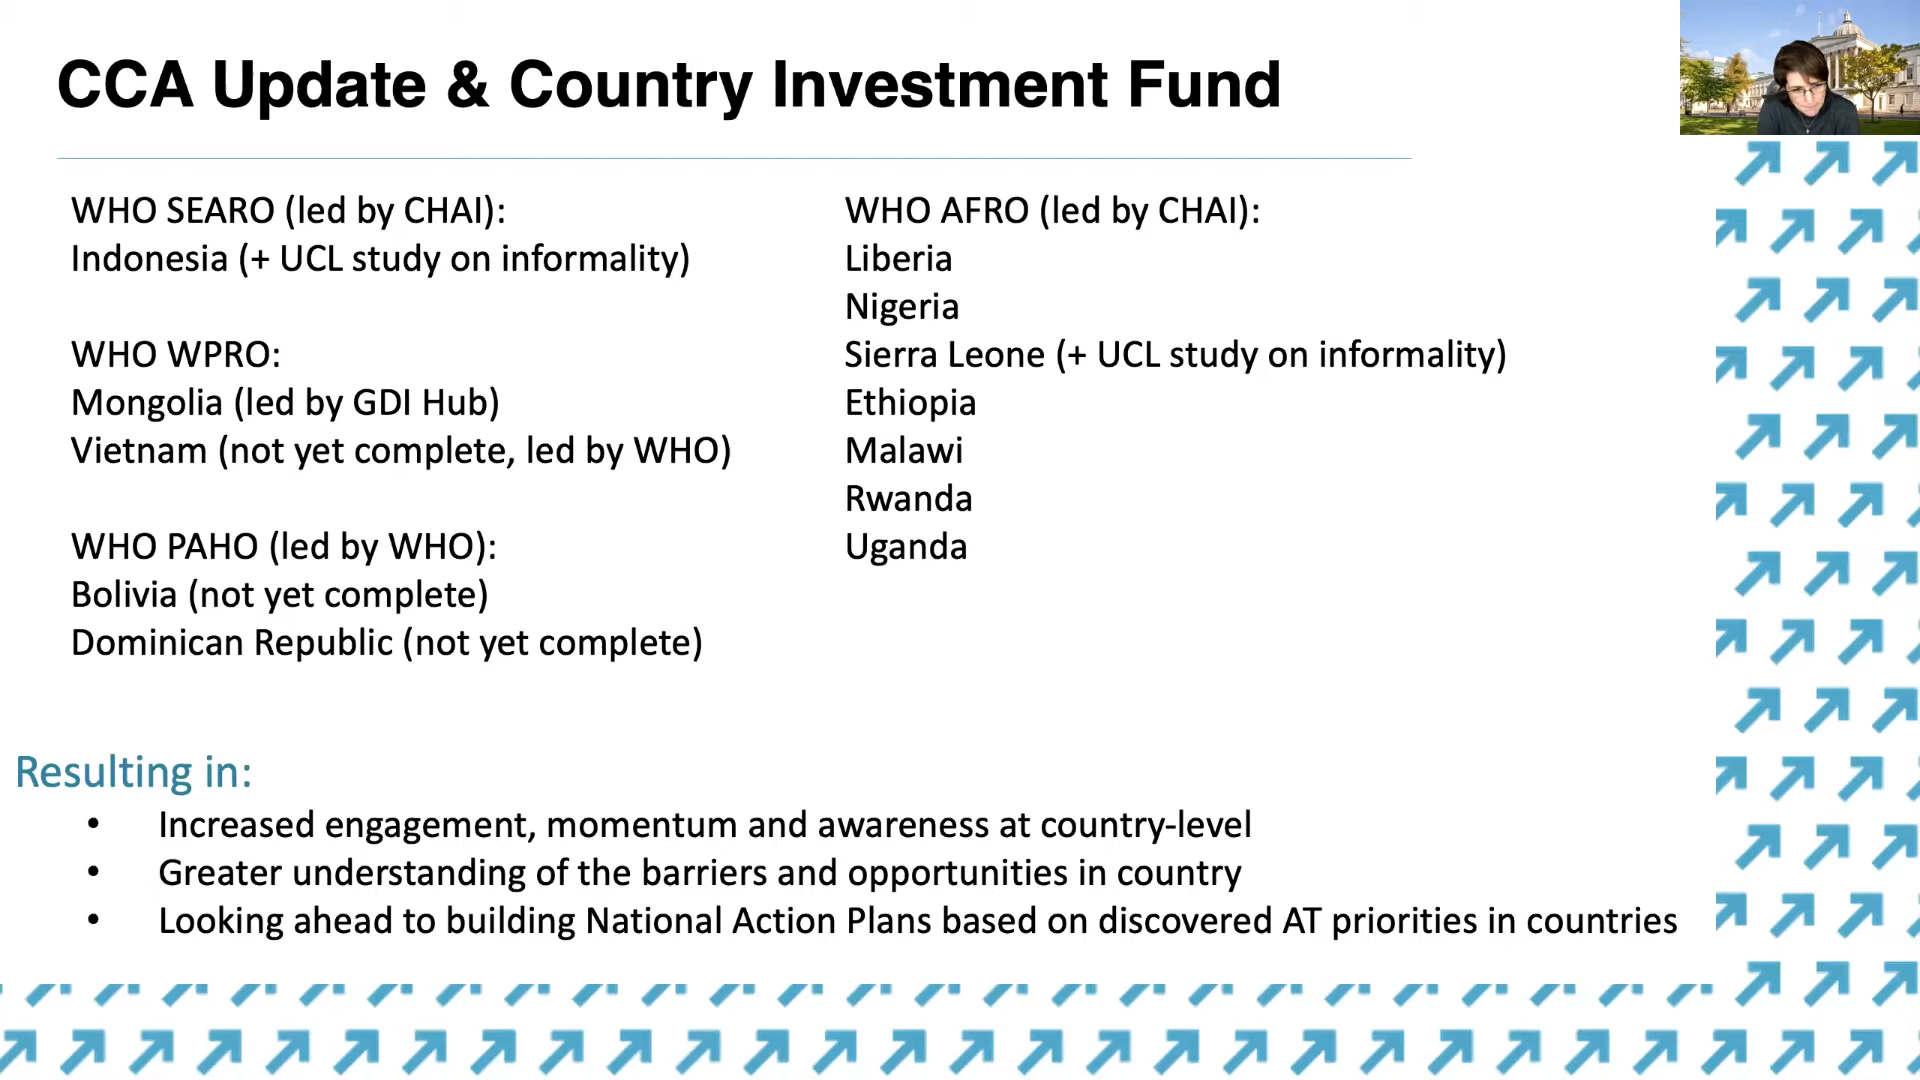 CCA Update & Country Investment Fund
WHO SEARO (led by CHAI):
Indonesia (+ UCL study on informality)
WHO WPRO:
Mongolia (led by GDI Hub)
Vietnam (not yet complete, led by WHO)
WHO PAHO (led by WHO):
Bolivia (not yet complete)
Dominican Republic (not yet complete)
WHO AFRO (led by CHAI):
Liberia
Nigeria
Sierra Leone (+ UCL study on informality)
Ethiopia
Malawi
Rwanda
Uganda
Resulting in:
• Increased engagement, momentum and awareness at country-level
• Greater understanding of the barriers and opportunities in country
• Looking ahead to building National Action Plans based on discovered AT priorities in countries